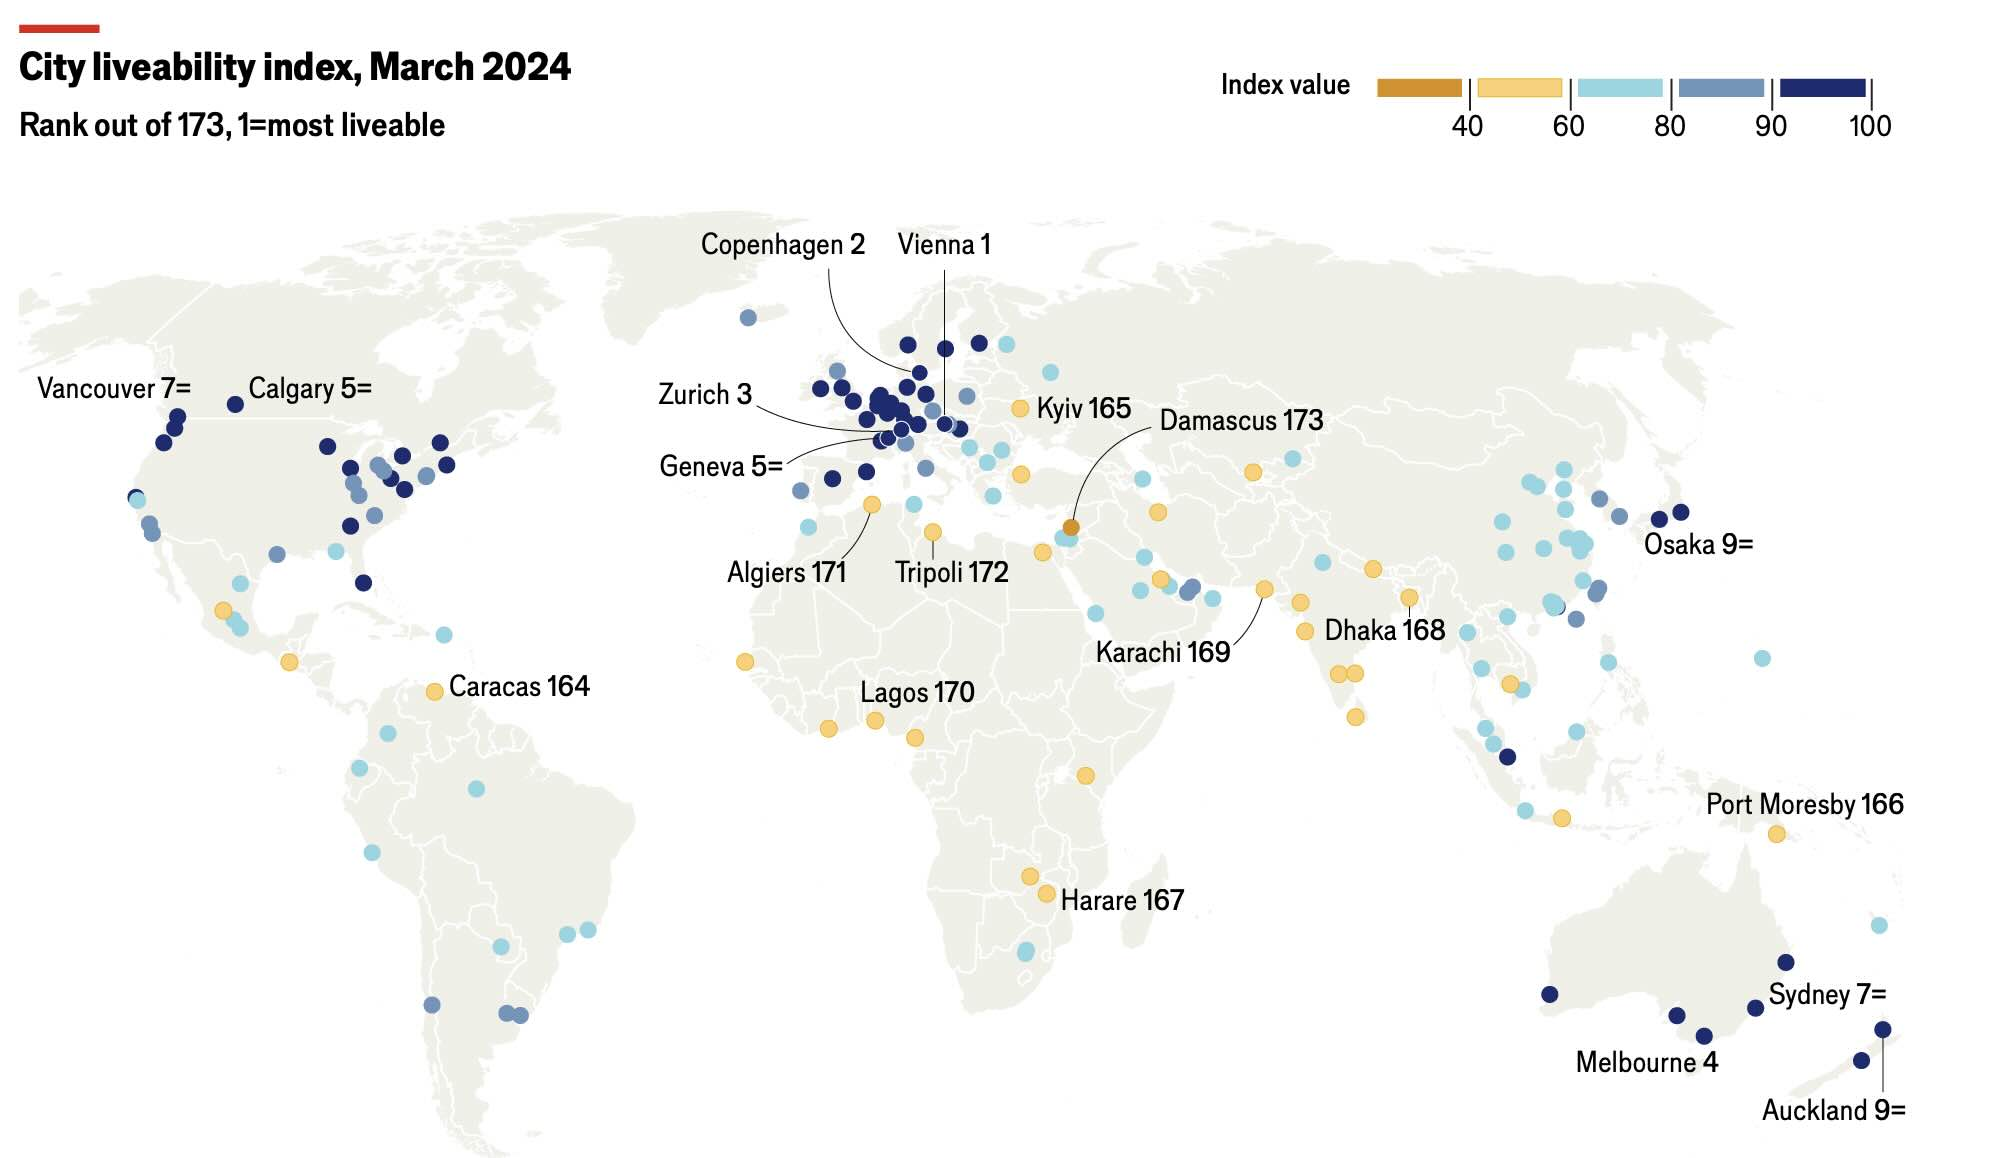 City liveability index, March 2024
Rank out of 173, 1=most liveable
Index value
40 60 80 90 100
Copenhagen 2
Vienna 1
Vancouver 7=
Calgary 5=
Zurich 3
Kyiv 165
Damascus 173
Geneva 5=
Osaka 9=
Algiers 171
Tripoli 172
Dhaka 168
Karachi 169
Caracas 164
Lagos 170
Port Moresby 166
Harare 167
Sydney 7=
Melbourne 4
Auckland 9=